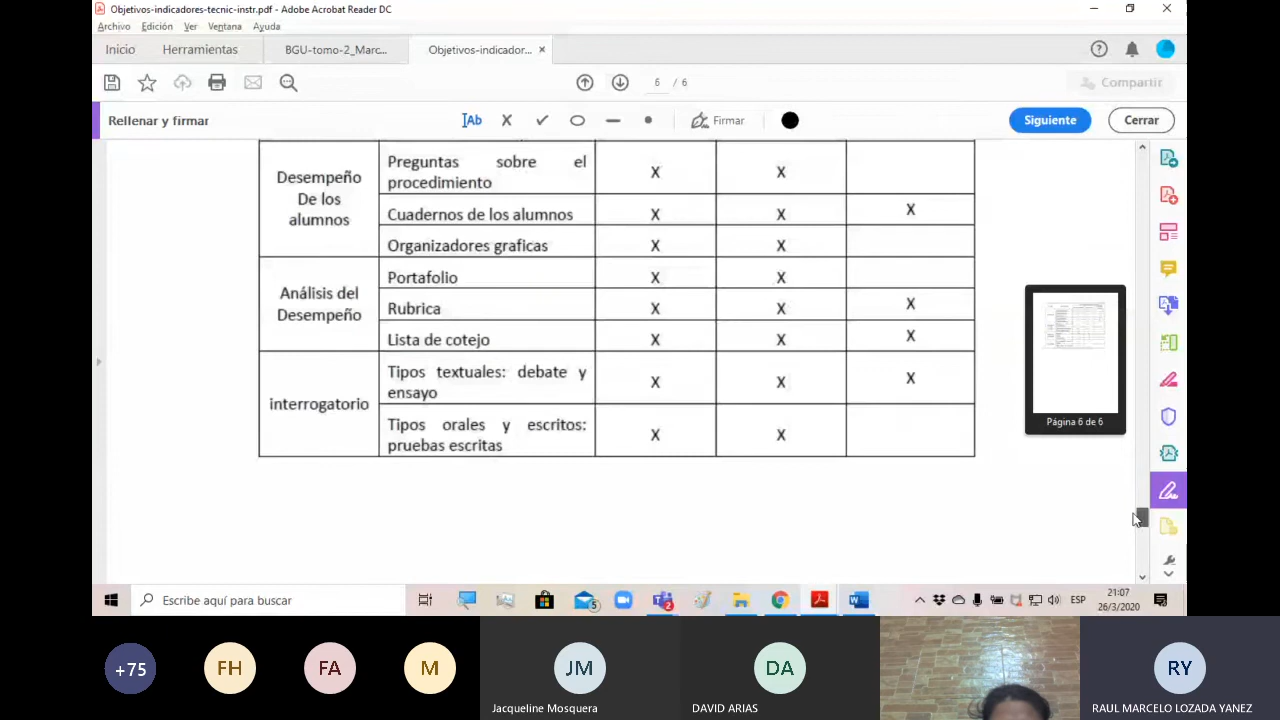 Objetivos-indicadores-tecnic-instr.pdf - Adobe Acrobat Reader DC
Archivo Edición Ver Ventana Ayuda
Inicio Herramientas BGU-tomo-2_Marc... Objetivos-indicador... ×
6 / 6 Compartir
Rellenar y firmar Ab X Firmar Siguiente Cerrar
Desempeño
De los
alumnos
Preguntas sobre el
procedimiento
X X
Cuadernos de los alumnos X X X
Organizadores graficas X X
Análisis del
Desempeño
Portafolio X X
Rubrica X X X
Lista de cotejo X X X
interrogatorio
Tipos textuales: debate y
ensayo
X X X
Tipos orales y escritos:
pruebas escritas
X X
Página 6 de 6
Escribe aquí para buscar
5
2
ESP
21:07
26/3/2020
+75 FH FA M JM DA RY
Jacqueline Mosquera DAVID ARIAS RAUL MARCELO LOZADA YANEZ